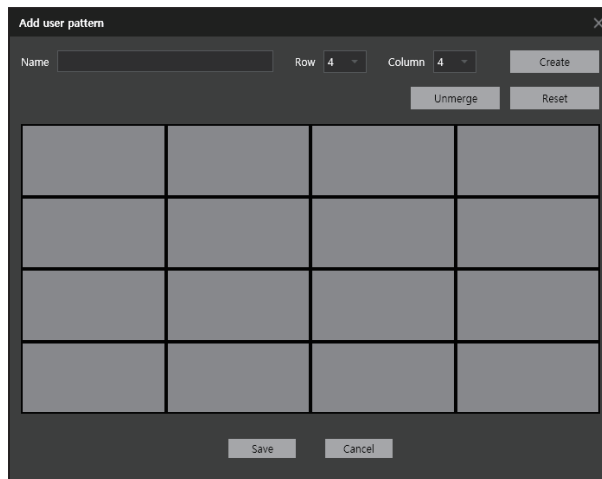 Add user pattern
Name Row 4 Column 4 Create
Unmerge Reset
Save Cancel